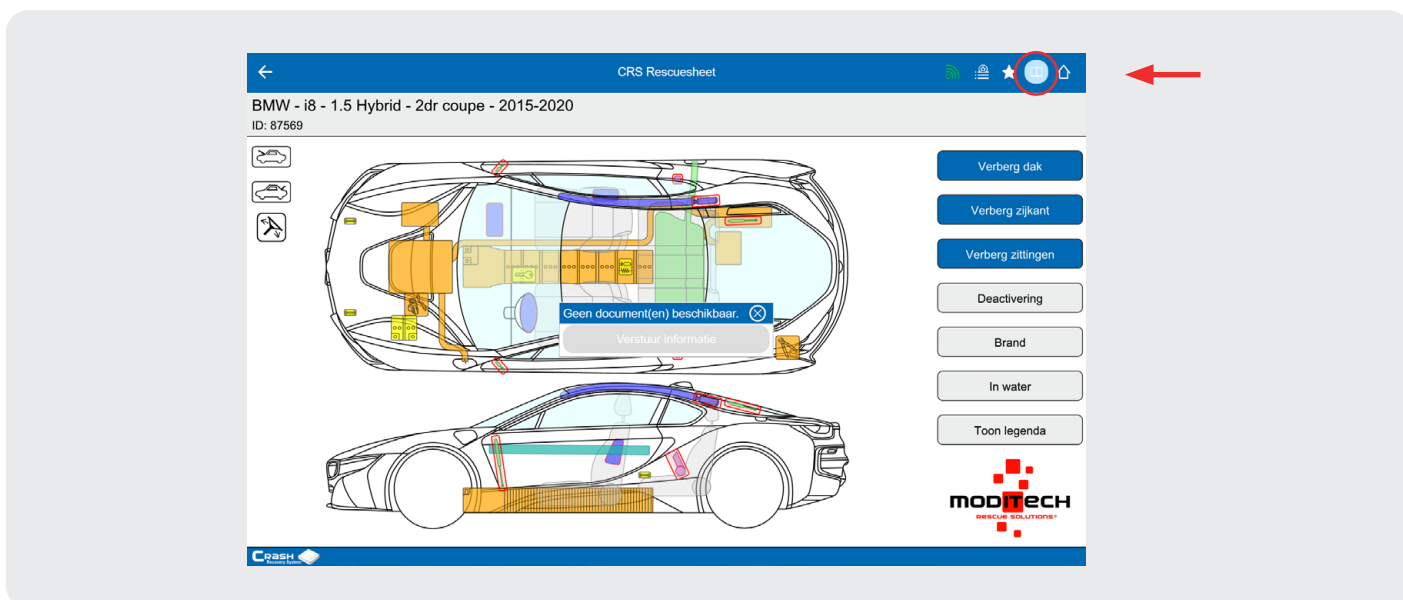 CRS Rescuesheet
BMW - i8 - 1.5 Hybrid - 2dr coupe - 2015-2020
ID: 87569
Verberg dak
Verberg zijkant
Verberg zittingen
Deactivering
Geen document(en) beschikbaar.
Verstuur informatie
Brand
In water
Toon legenda
MODITECH
RESCUE SOLUTIONS®
CRASH
Recovery System